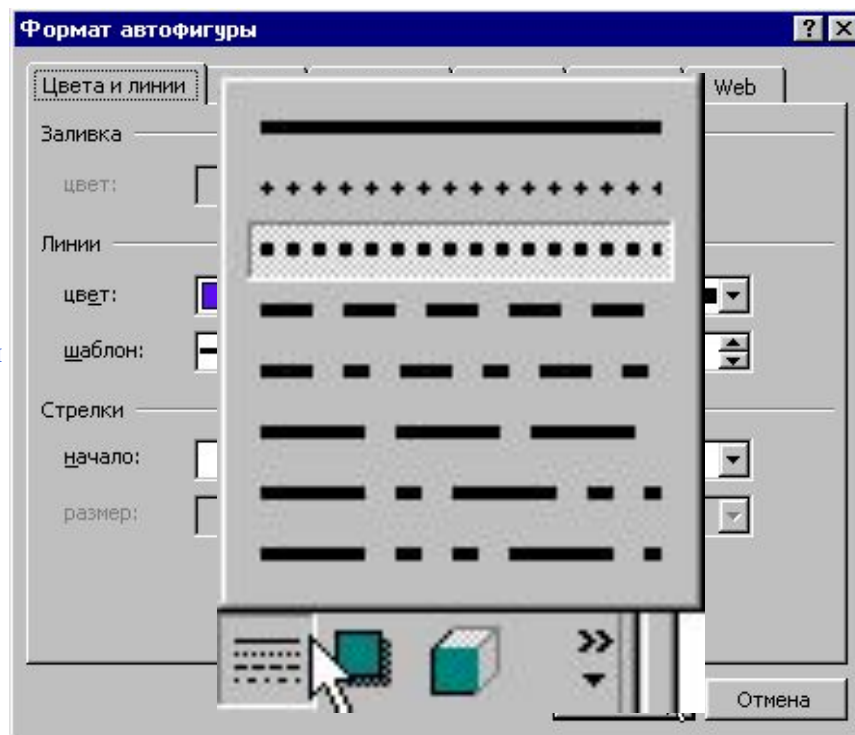 Формат автофигуры
Цвета и линии
Web
Заливка
цвет:
Линии
цвет:
шаблон:
Стрелки
начало:
размер:
Отмена